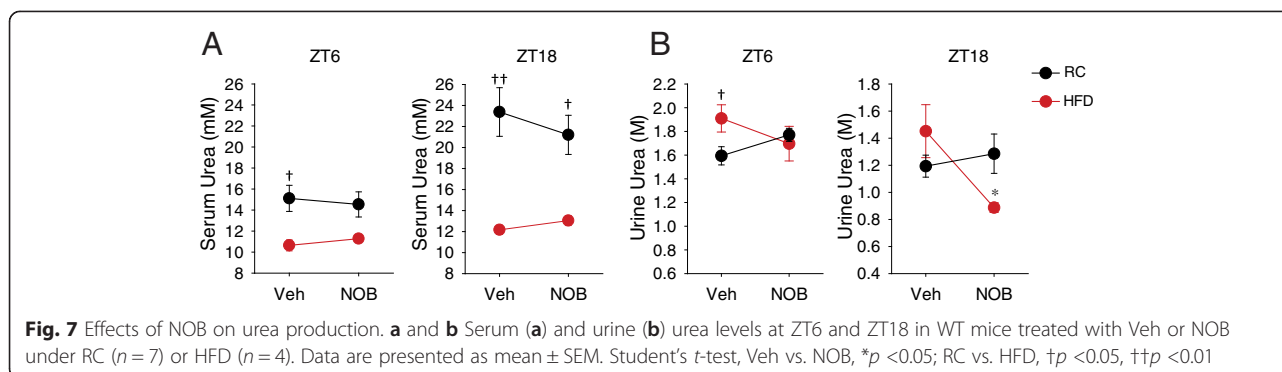 A
B
ZT6
ZT18
ZT6
ZT18
††
†
†
†
*
RC
HFD
Serum Urea (mM)
26
24
22
20
18
16
14
12
10
8
Veh NOB
Serum Urea (mM)
26
24
22
20
18
16
14
12
10
8
Veh NOB
Urine Urea (M)
2.2
2.0
1.8
1.6
1.4
1.2
1.0
0.8
0.6
Veh NOB
Urine Urea (M)
1.8
1.6
1.4
1.2
1.0
0.8
0.6
0.4
Veh NOB
Fig. 7 Effects of NOB on urea production. a and b Serum (a) and urine (b) urea levels at ZT6 and ZT18 in WT mice treated with Veh or NOB
under RC (n = 7) or HFD (n = 4). Data are presented as mean ± SEM. Student's t-test, Veh vs. NOB, *p <0.05; RC vs. HFD, †p <0.05, ††p <0.01